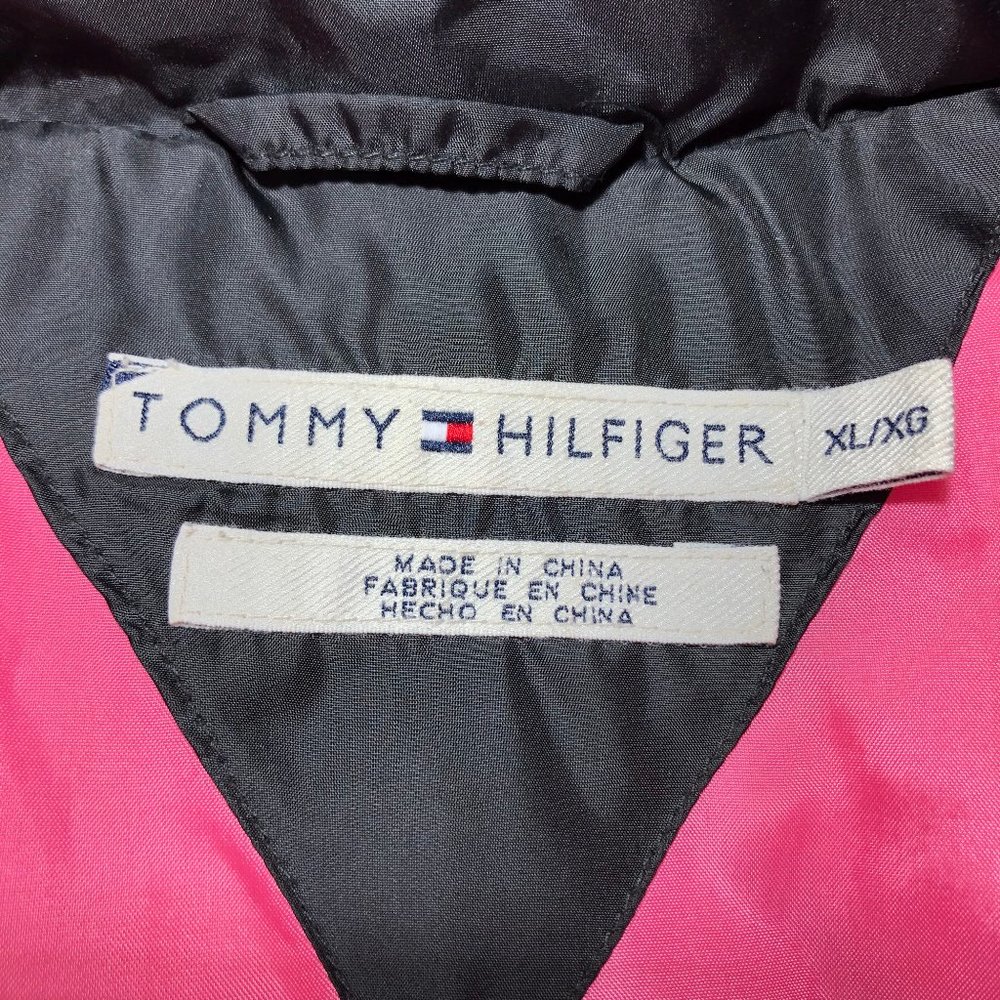 TOMMY HILFIGER XL/XG
MADE IN CHINA
FABRIQUE EN CHINE
HECHO EN CHINA